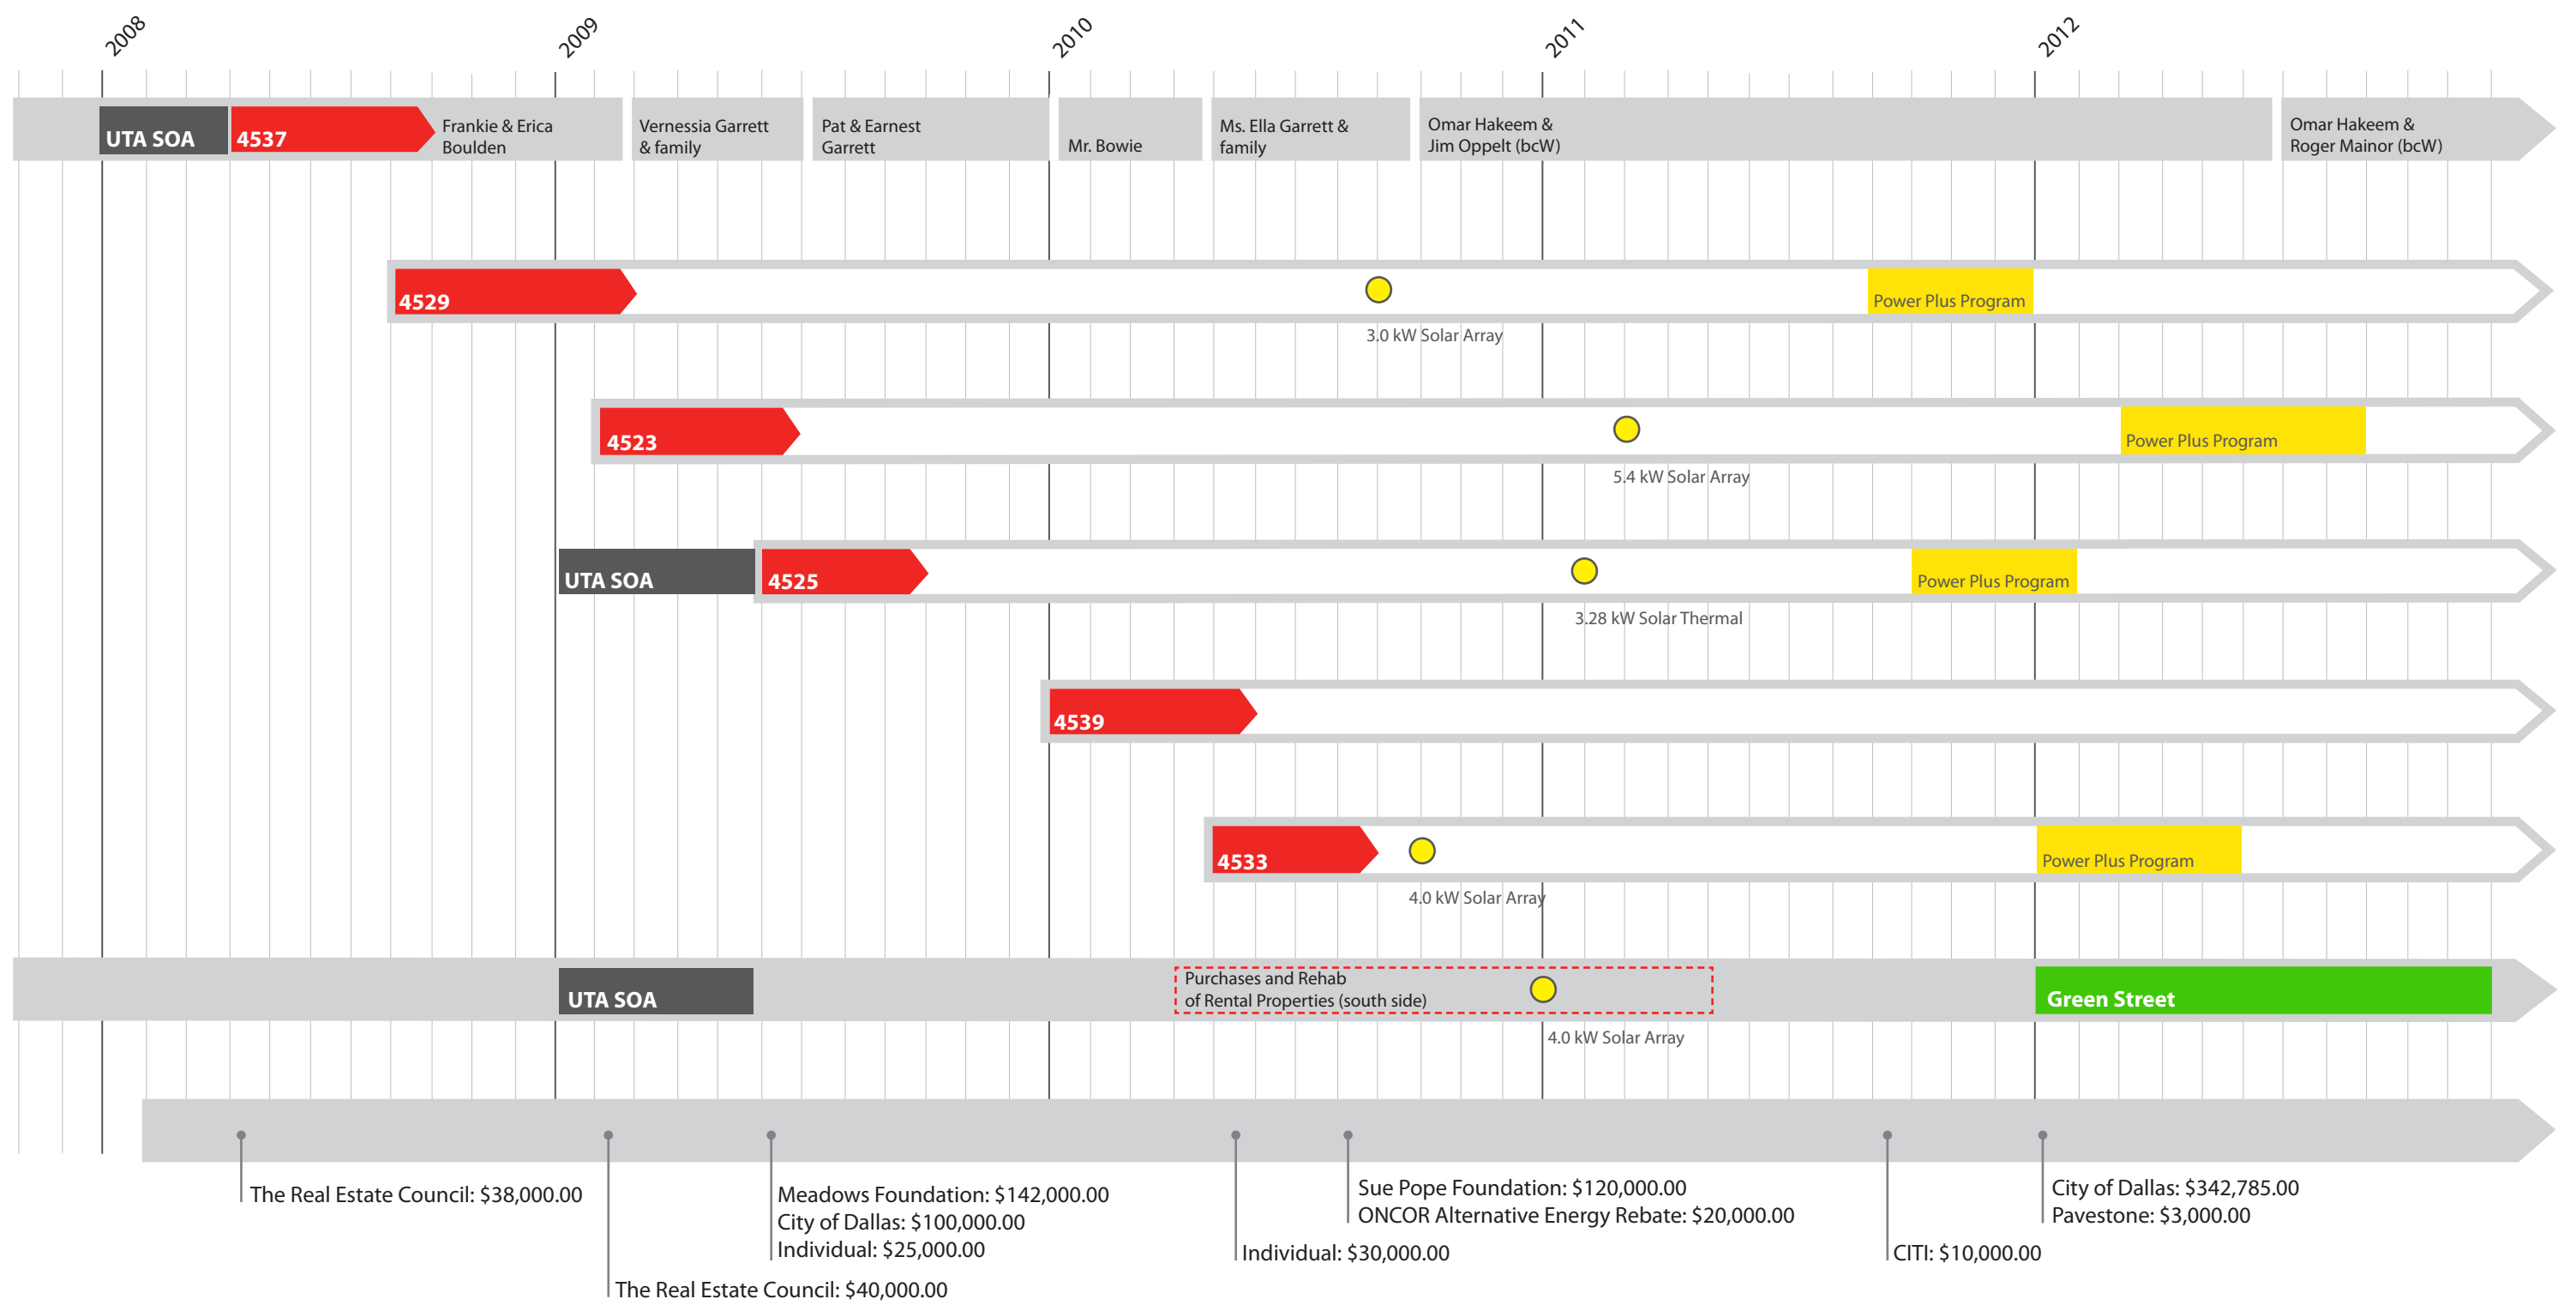 2008
2009
2010
2011
2012
UTA SOA
4537
Frankie & Erica
Boulden
Vernessia Garrett
& family
Pat & Earnest
Garrett
Mr. Bowie
Ms. Ella Garrett &
family
Omar Hakeem &
Jim Oppelt (bcW)
Omar Hakeem &
Roger Mainor (bcW)
4529
Power Plus Program
3.0 kW Solar Array
4523
Power Plus Program
5.4 kW Solar Array
UTA SOA
4525
Power Plus Program
3.28 kW Solar Thermal
4539
4533
Power Plus Program
4.0 kW Solar Array
UTA SOA
Purchases and Rehab
of Rental Properties (south side)
Green Street
4.0 kW Solar Array
The Real Estate Council: $38,000.00
The Real Estate Council: $40,000.00
Meadows Foundation: $142,000.00
City of Dallas: $100,000.00
Individual: $25,000.00
Individual: $30,000.00
Sue Pope Foundation: $120,000.00
ONCOR Alternative Energy Rebate: $20,000.00
CITI: $10,000.00
City of Dallas: $342,785.00
Pavestone: $3,000.00